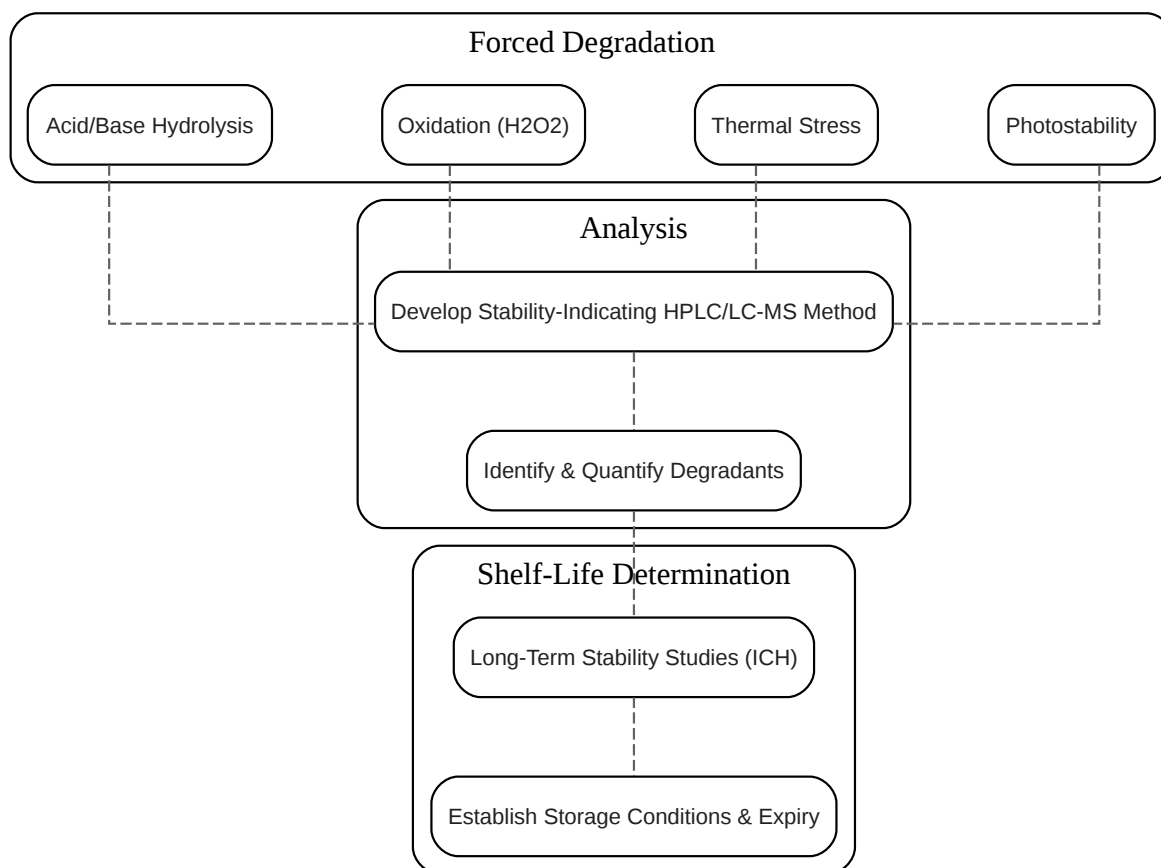 Forced Degradation
Acid/Base Hydrolysis
Oxidation (H2O2)
Thermal Stress
Photostability
Analysis
Develop Stability-Indicating HPLC/LC-MS Method
Identify & Quantify Degradants
Shelf-Life Determination
Long-Term Stability Studies (ICH)
Establish Storage Conditions & Expiry